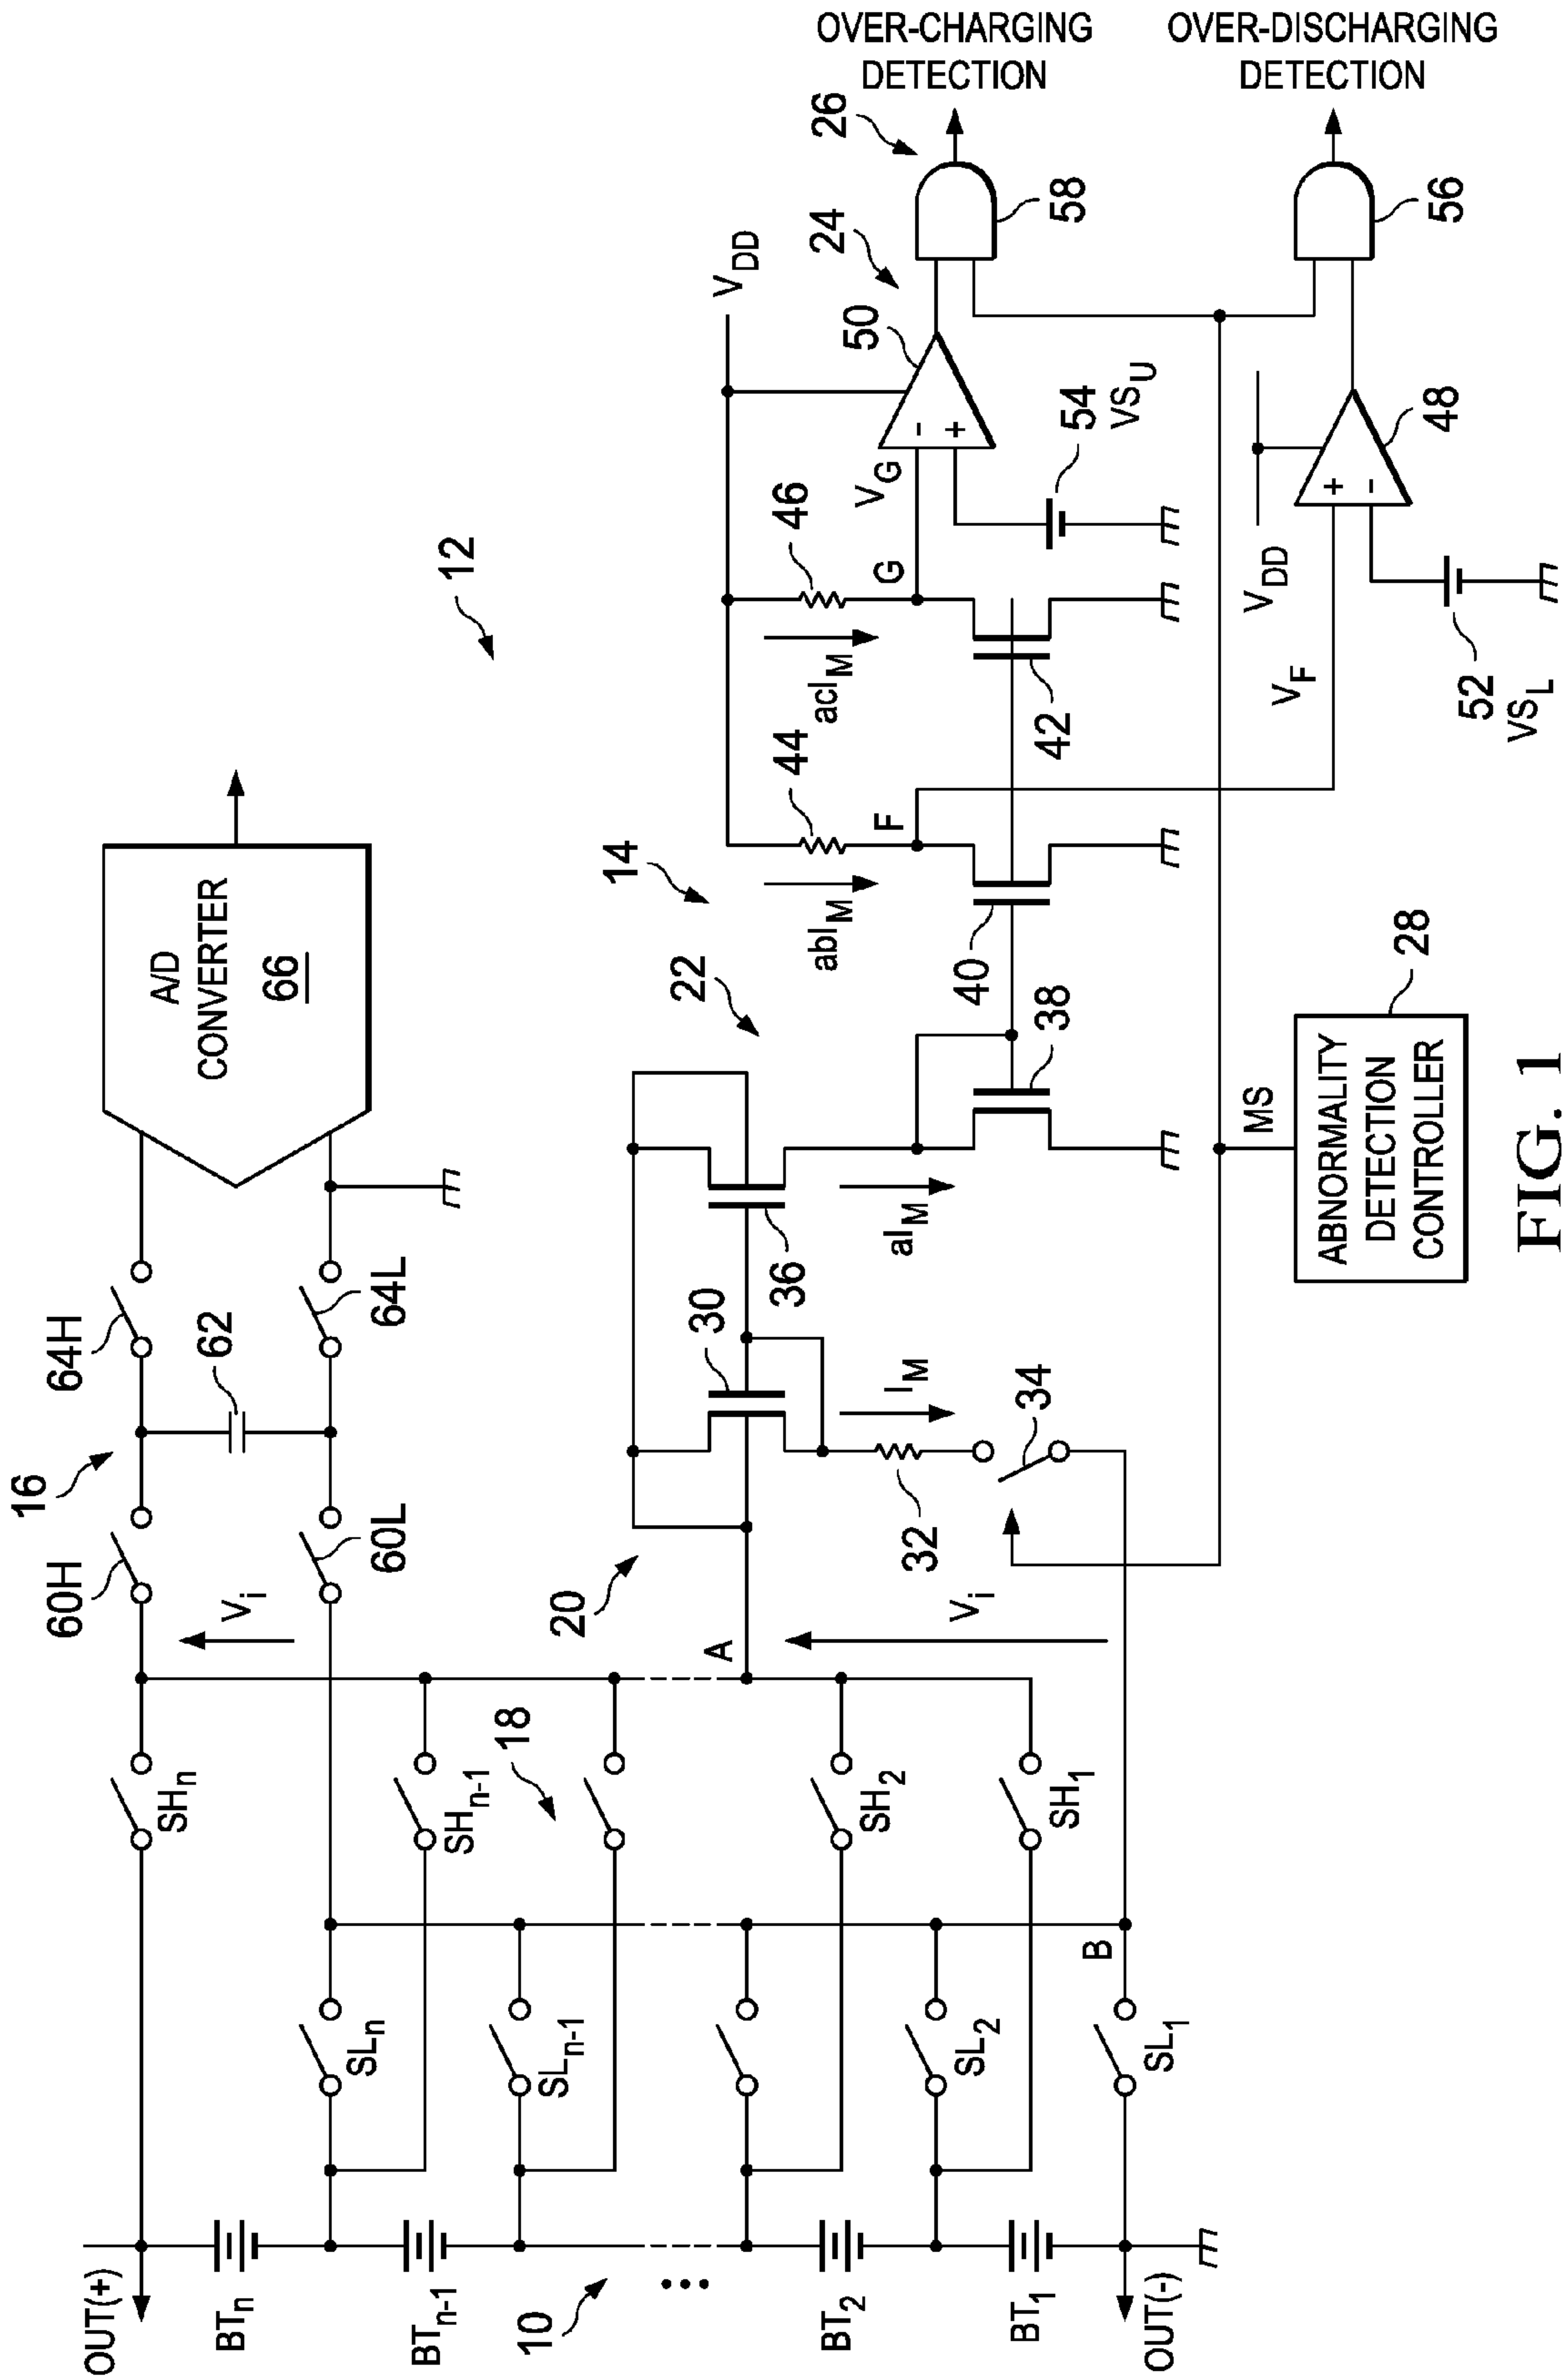 OUT(+)
BTn
BTn-1
10
BT2
BT1
OUT(-)
SLn
SLn-1
SL2
SL1
B
SHn
SHn-1
18
SH2
SH1
A
Vi
Vi
60H
60L
16
62
64H
64L
A/D
CONVERTER
66
12
20
30
32
IM
34
36
aIM
22
38
14
40
abIM
44
F
42
acIM
46
G
VG
VF
VDD
50
24
54
VSU
VDD
48
52
VSL
MS
ABNORMALITY
DETECTION
CONTROLLER
28
26
58
56
OVER-CHARGING
DETECTION
OVER-DISCHARGING
DETECTION
FIG. 1